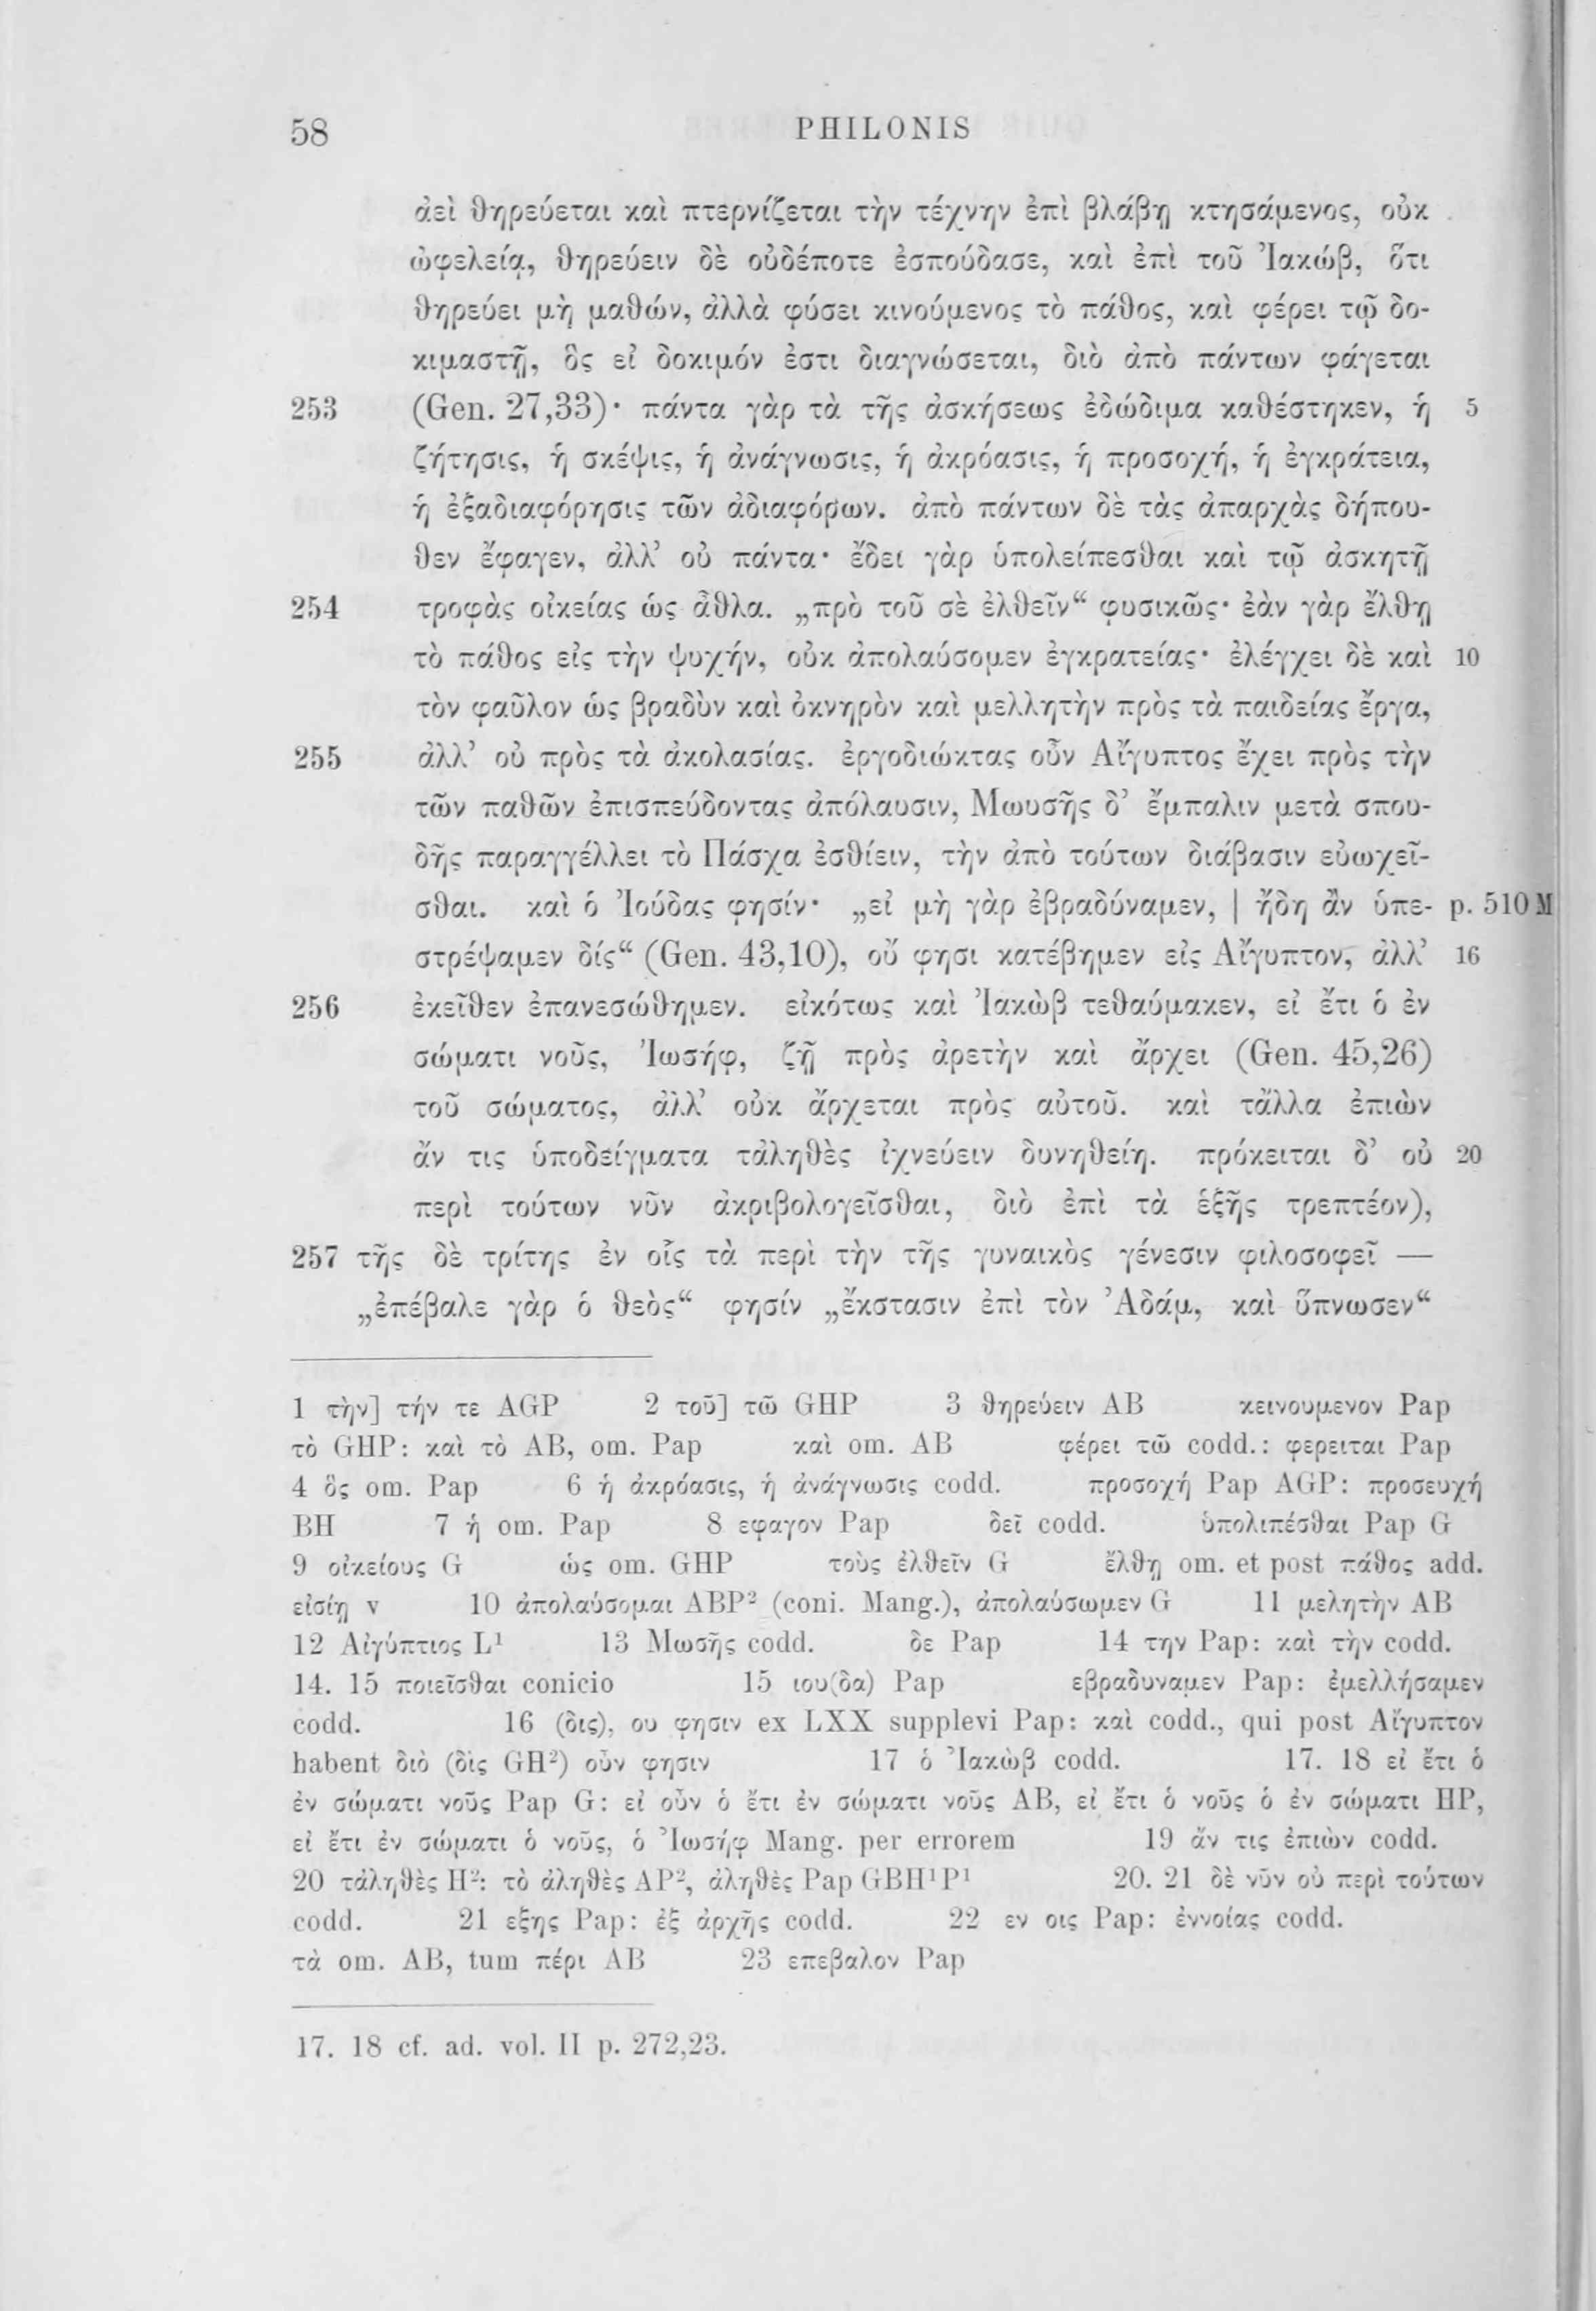 58 PHILONIS
ἀεὶ θηρεύεται καὶ πτερνίζεται τὴν τέχνην ἐπὶ βλάβῃ κτησάμενος, οὐκ
ὠφελείᾳ, θηρεύειν δὲ οὐδέποτε ἐσπούδασε, καὶ ἐπὶ τοῦ Ἰακώβ, ὅτι
θηρεύει μὴ μαθών, ἀλλὰ φύσει κινούμενος τὸ πάθος, καὶ φέρει τῷ δο-
κιμαστῇ, ὃς εἰ δοκιμόν ἐστι διαγνώσεται, διὸ ἀπὸ πάντων φάγεται
253 (Gen. 27,33)· πάντα γὰρ τὰ τῆς ἀσκήσεως ἐδώδιμα καθέστηκεν, ἡ 5
ζήτησις, ἡ σκέψις, ἡ ἀνάγνωσις, ἡ ἀκρόασις, ἡ προσοχή, ἡ ἐγκράτεια,
ἡ ἐξαδιαφόρησις τῶν ἀδιαφόρων. ἀπὸ πάντων δὲ τὰς ἀπαρχὰς δήπου-
θεν ἔφαγεν, ἀλλ’ οὐ πάντα· ἔδει γὰρ ὑπολείπεσθαι καὶ τῷ ἀσκητῇ
254 τροφὰς οἰκείας ὡς ἆθλα. „πρὸ τοῦ σὲ ἐλθεῖν“ φυσικῶς· ἐὰν γὰρ ἔλθῃ
τὸ πάθος εἰς τὴν ψυχήν, οὐκ ἀπολαύσομεν ἐγκρατείας· ἐλέγχει δὲ καὶ 10
τὸν φαῦλον ὡς βραδὺν καὶ ὀκνηρὸν καὶ μελλητὴν πρὸς τὰ παιδείας ἔργα,
255 ἀλλ’ οὐ πρὸς τὰ ἀκολασίας. ἐργοδιώκτας οὖν Αἴγυπτος ἔχει πρὸς τὴν
τῶν παθῶν ἐπισπεύδοντας ἀπόλαυσιν, Μωυσῆς δ’ ἔμπαλιν μετὰ σπου-
δῆς παραγγέλλει τὸ Πάσχα ἐσθίειν, τὴν ἀπὸ τούτων διάβασιν εὐωχεῖ-
σθαι. καὶ ὁ Ἰούδας φησίν· „εἰ μὴ γὰρ ἐβραδύναμεν, | ἤδη ἂν ὑπε- p. 510 M
στρέψαμεν δίς“ (Gen. 43,10), οὔ φησι κατέβημεν εἰς Αἴγυπτον, ἀλλ’ 16
256 ἐκεῖθεν ἐπανεσώθημεν. εἰκότως καὶ Ἰακὼβ τεθαύμακεν, εἰ ἔτι ὁ ἐν
σώματι νοῦς, Ἰωσήφ, ζῇ πρὸς ἀρετὴν καὶ ἄρχει (Gen. 45,26)
τοῦ σώματος, ἀλλ’ οὐκ ἄρχεται πρὸς αὐτοῦ. καὶ τἄλλα ἐπιὼν
ἄν τις ὑποδείγματα τἀληθὲς ἰχνεύειν δυνηθείη. πρόκειται δ’ οὐ 20
περὶ τούτων νῦν ἀκριβολογεῖσθαι, διὸ ἐπὶ τὰ ἑξῆς τρεπτέον),
257 τῆς δὲ τρίτης ἐν οἷς τὰ περὶ τὴν τῆς γυναικὸς γένεσιν φιλοσοφεῖ —
„ἐπέβαλε γὰρ ὁ θεὸς“ φησίν „ἔκστασιν ἐπὶ τὸν Ἀδάμ, καὶ ὕπνωσεν“
1 τὴν] τήν τε AGP 2 τοῦ] τῶ GHP 3 θηρεύειν AB κεινουμενον Pap
τὸ GHP: καὶ τὸ AB, om. Pap καὶ om. AB φέρει τῶ codd.: φερειται Pap
4 ὃς om. Pap 6 ἡ ἀκρόασις, ἡ ἀνάγνωσις codd. προσοχή Pap AGP: προσευχή
BH 7 ἡ om. Pap 8 εφαγον Pap δεῖ codd. ὑπολιπέσθαι Pap G
9 οἰκείους G ὡς om. GHP τοὺς ἐλθεῖν G ἔλθῃ om. et post πάθος add.
εἰσίῃ v 10 ἀπολαύσομαι ABP² (coni. Mang.), ἀπολαύσωμεν G 11 μελητὴν AB
12 Αἰγύπτιος L¹ 13 Μωσῆς codd. δε Pap 14 την Pap: καὶ τὴν codd.
14. 15 ποιεῖσθαι conicio 15 ιου(δα) Pap εβραδυναμεν Pap: ἐμελλήσαμεν
codd. 16 (δις), ου φησιν ex LXX supplevi Pap: καὶ codd., qui post Αἴγυπτον
habent διὸ (δὶς GH²) οὖν φησιν 17 ὁ Ἰακὼβ codd. 17. 18 εἰ ἔτι ὁ
ἐν σώματι νοῦς Pap G: εἰ οὖν ὁ ἔτι ἐν σώματι νοῦς AB, εἰ ἔτι ὁ νοῦς ὁ ἐν σώματι HP,
εἰ ἔτι ἐν σώματι ὁ νοῦς, ὁ Ἰωσὴφ Mang. per errorem 19 ἄν τις ἐπιὼν codd.
20 τἀληθὲς H²: τὸ ἀληθὲς AP², ἀληθὲς Pap GBH¹P¹ 20. 21 δὲ νῦν οὐ περὶ τούτων
codd. 21 εξης Pap: ἐξ ἀρχῆς codd. 22 εν οις Pap: ἐννοίας codd.
τὰ om. AB, tum πέρι AB 23 επεβαλον Pap
17. 18 cf. ad. vol. II p. 272,23.